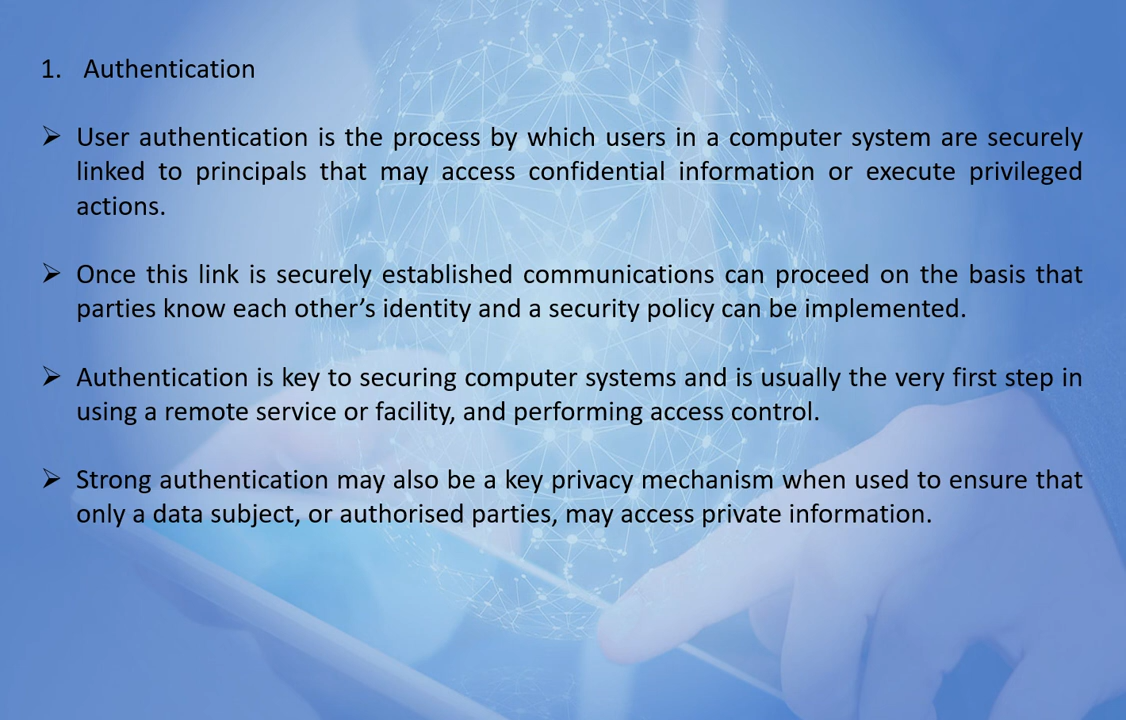 1. Authentication
➢ User authentication is the process by which users in a computer system are securely
linked to principals that may access confidential information or execute privileged
actions.
➢ Once this link is securely established communications can proceed on the basis that
parties know each other’s identity and a security policy can be implemented.
➢ Authentication is key to securing computer systems and is usually the very first step in
using a remote service or facility, and performing access control.
➢ Strong authentication may also be a key privacy mechanism when used to ensure that
only a data subject, or authorised parties, may access private information.